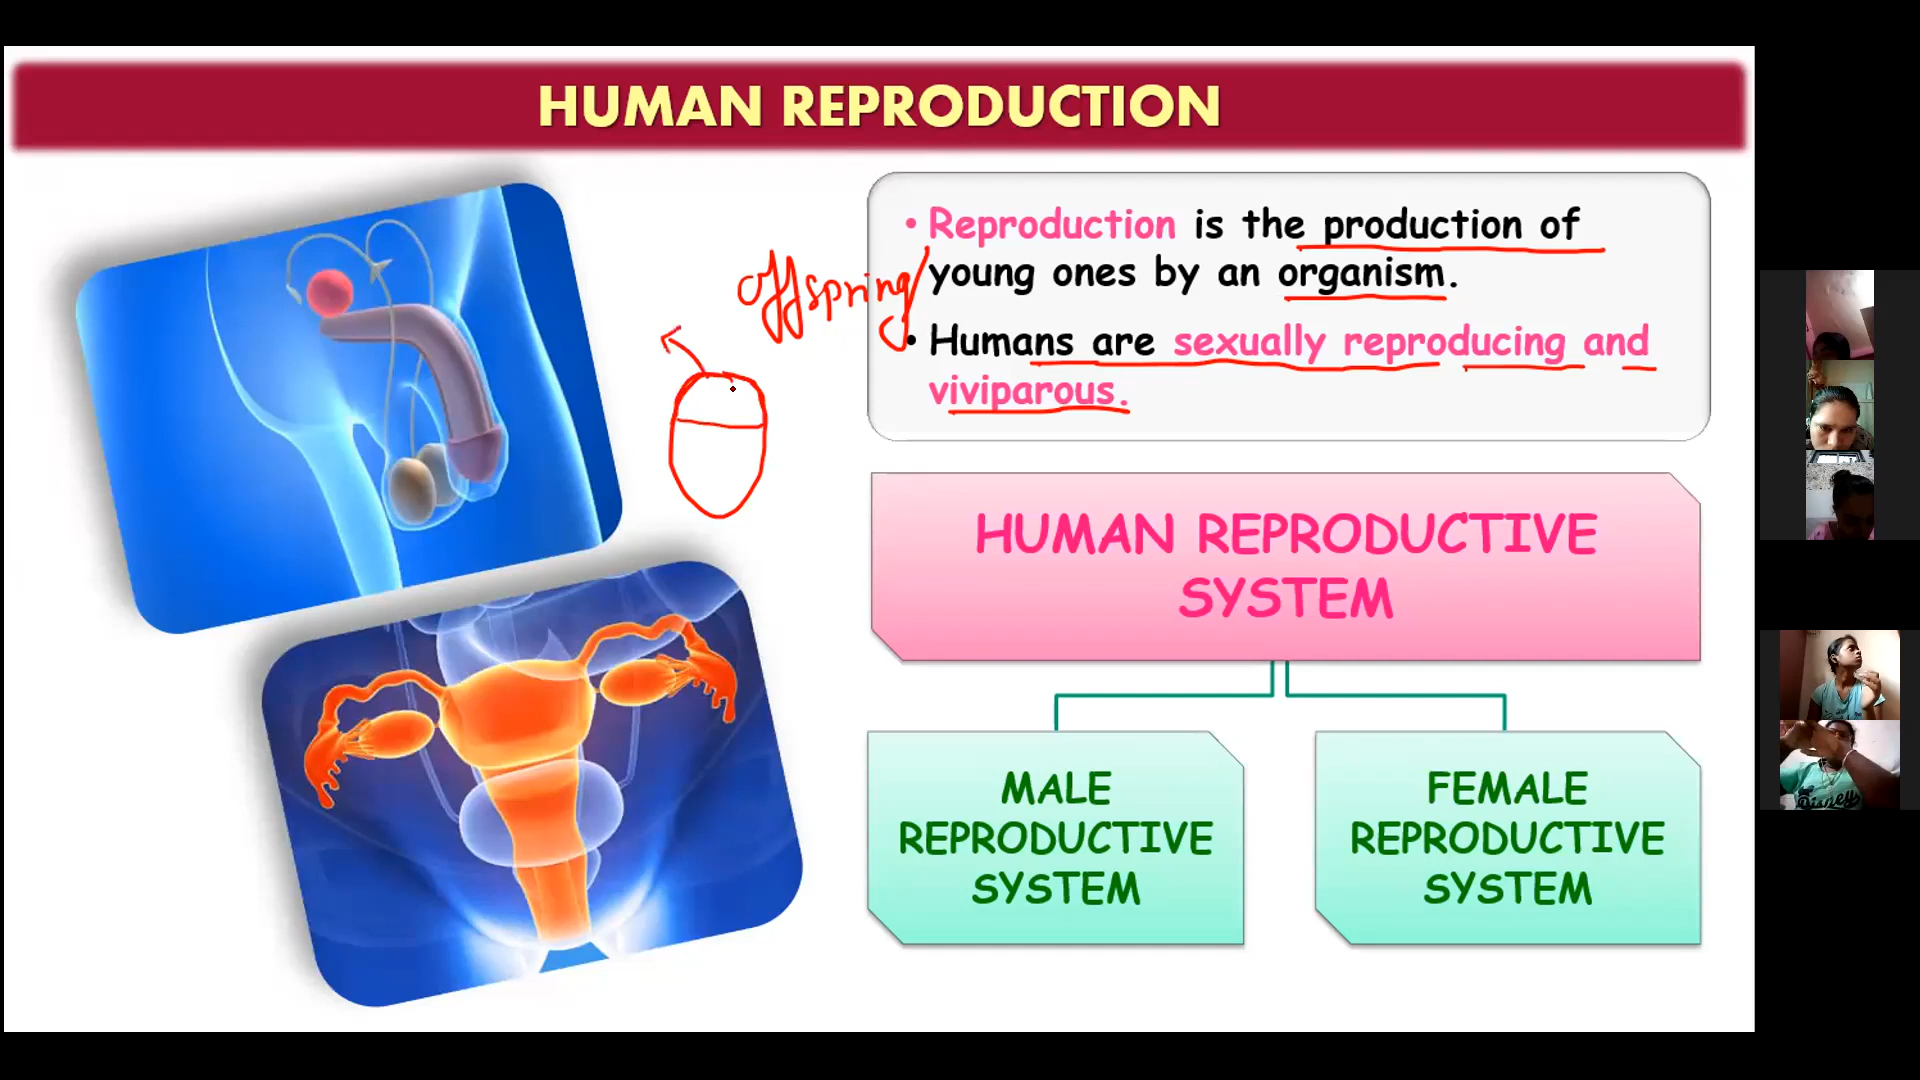 HUMAN REPRODUCTION
• Reproduction is the production of
young ones by an organism.
offspring/
• Humans are sexually reproducing and
viviparous.
HUMAN REPRODUCTIVE
SYSTEM
MALE
REPRODUCTIVE
SYSTEM
FEMALE
REPRODUCTIVE
SYSTEM
Disney